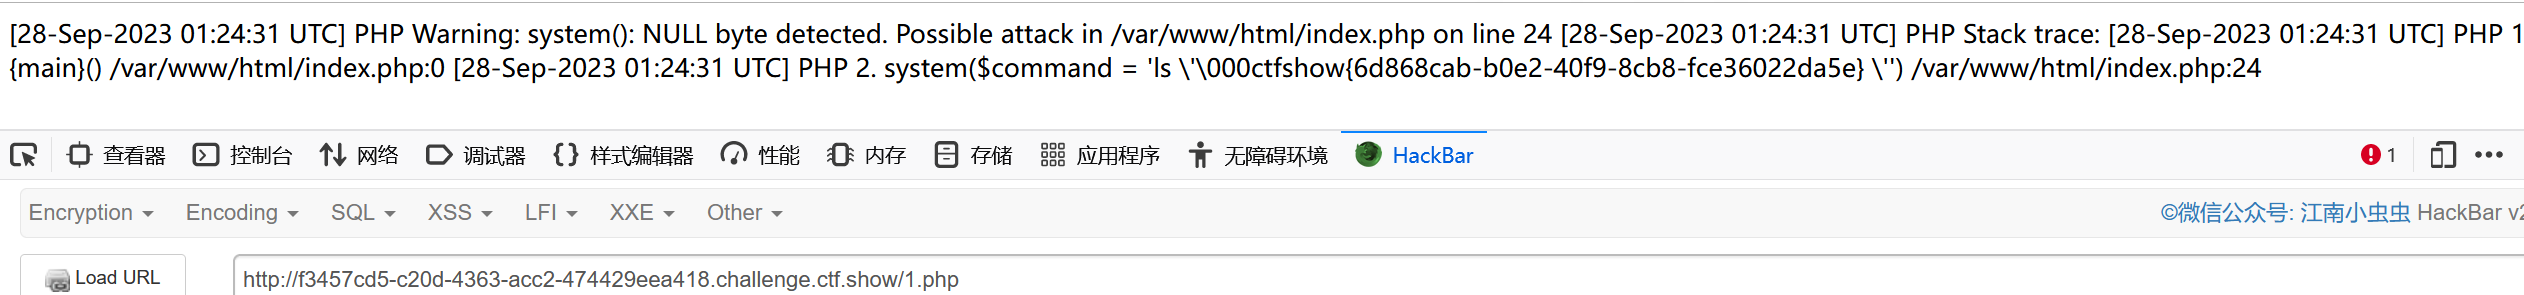 [28-Sep-2023 01:24:31 UTC] PHP Warning: system(): NULL byte detected. Possible attack in /var/www/html/index.php on line 24 [28-Sep-2023 01:24:31 UTC] PHP Stack trace: [28-Sep-2023 01:24:31 UTC] PHP 1
{main}() /var/www/html/index.php:0 [28-Sep-2023 01:24:31 UTC] PHP 2. system($command = 'ls \'\000ctfshow{6d868cab-b0e2-40f9-8cb8-fce36022da5e} \'') /var/www/html/index.php:24
查看器 控制台 网络 调试器 {} 样式编辑器 性能 内存 存储 应用程序 无障碍环境 HackBar 1
Encryption Encoding SQL XSS LFI XXE Other ©微信公众号: 江南小虫虫 HackBar v2
Load URL http://f3457cd5-c20d-4363-acc2-474429eea418.challenge.ctf.show/1.php